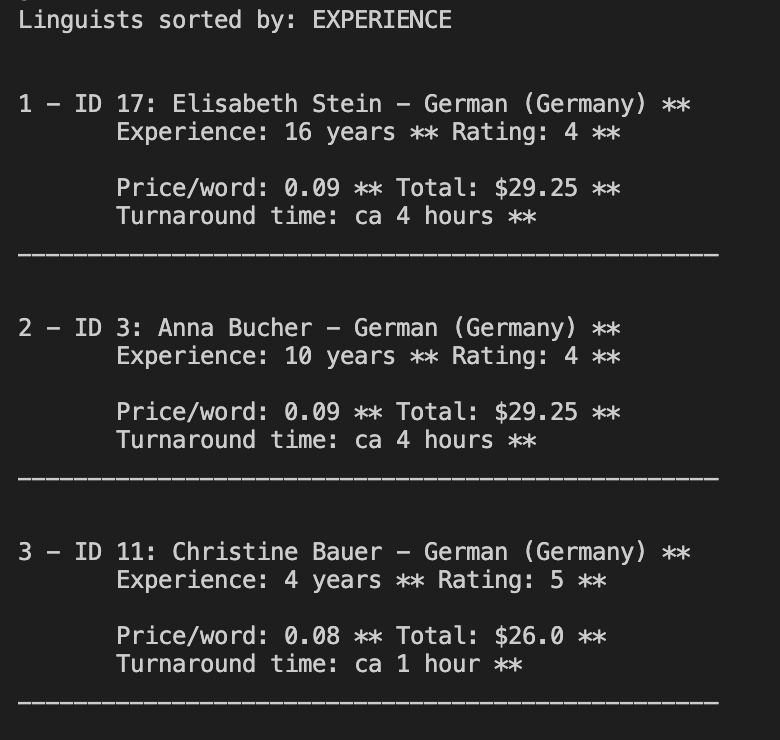 Linguists sorted by: EXPERIENCE
1 – ID 17: Elisabeth Stein – German (Germany) **
Experience: 16 years ** Rating: 4 **
Price/word: 0.09 ** Total: $29.25 **
Turnaround time: ca 4 hours **
2 – ID 3: Anna Bucher – German (Germany) **
Experience: 10 years ** Rating: 4 **
Price/word: 0.09 ** Total: $29.25 **
Turnaround time: ca 4 hours **
3 – ID 11: Christine Bauer – German (Germany) **
Experience: 4 years ** Rating: 5 **
Price/word: 0.08 ** Total: $26.0 **
Turnaround time: ca 1 hour **